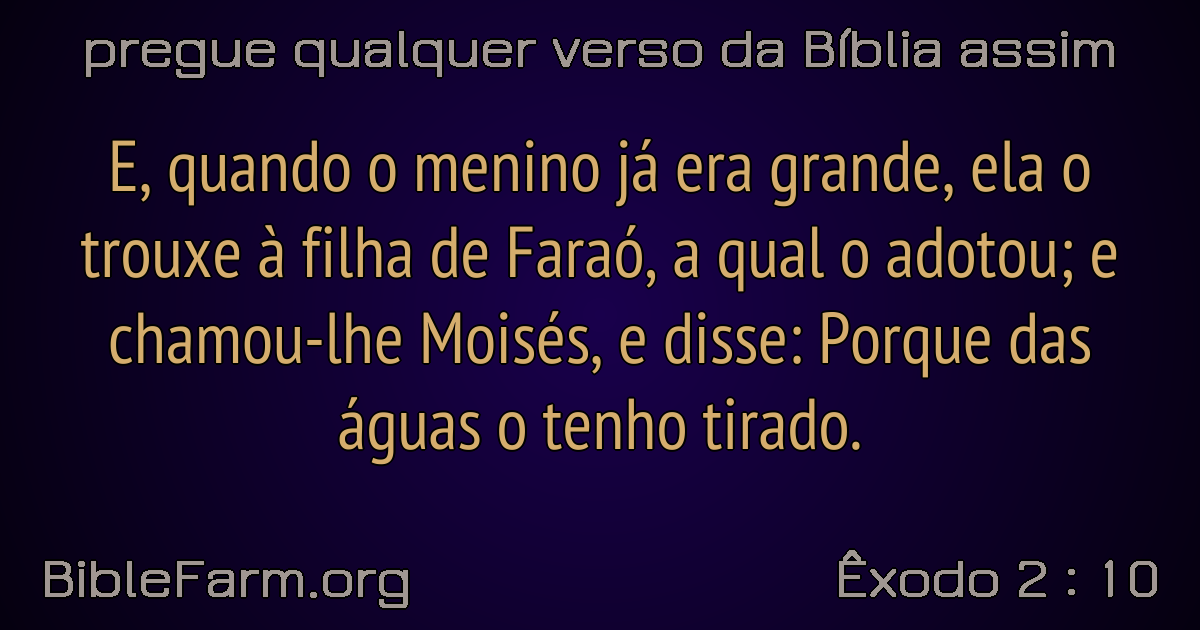 pregue qualquer verso da Bíblia assim
E, quando o menino já era grande, ela o
trouxe à filha de Faraó, a qual o adotou; e
chamou-lhe Moisés, e disse: Porque das
águas o tenho tirado.
BibleFarm.org
Êxodo 2 : 10